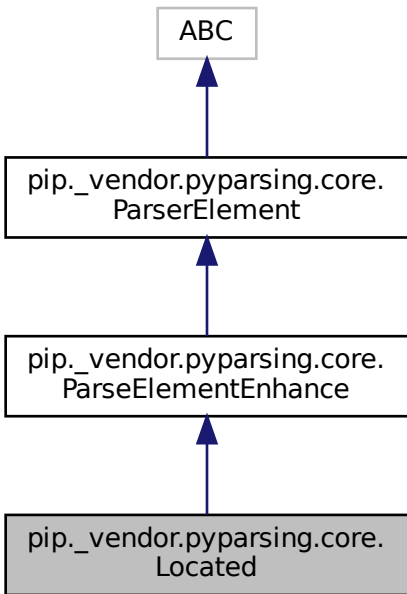 ABC
pip._vendor.pyparsing.core.
ParserElement
pip._vendor.pyparsing.core.
ParseElementEnhance
pip._vendor.pyparsing.core.
Located